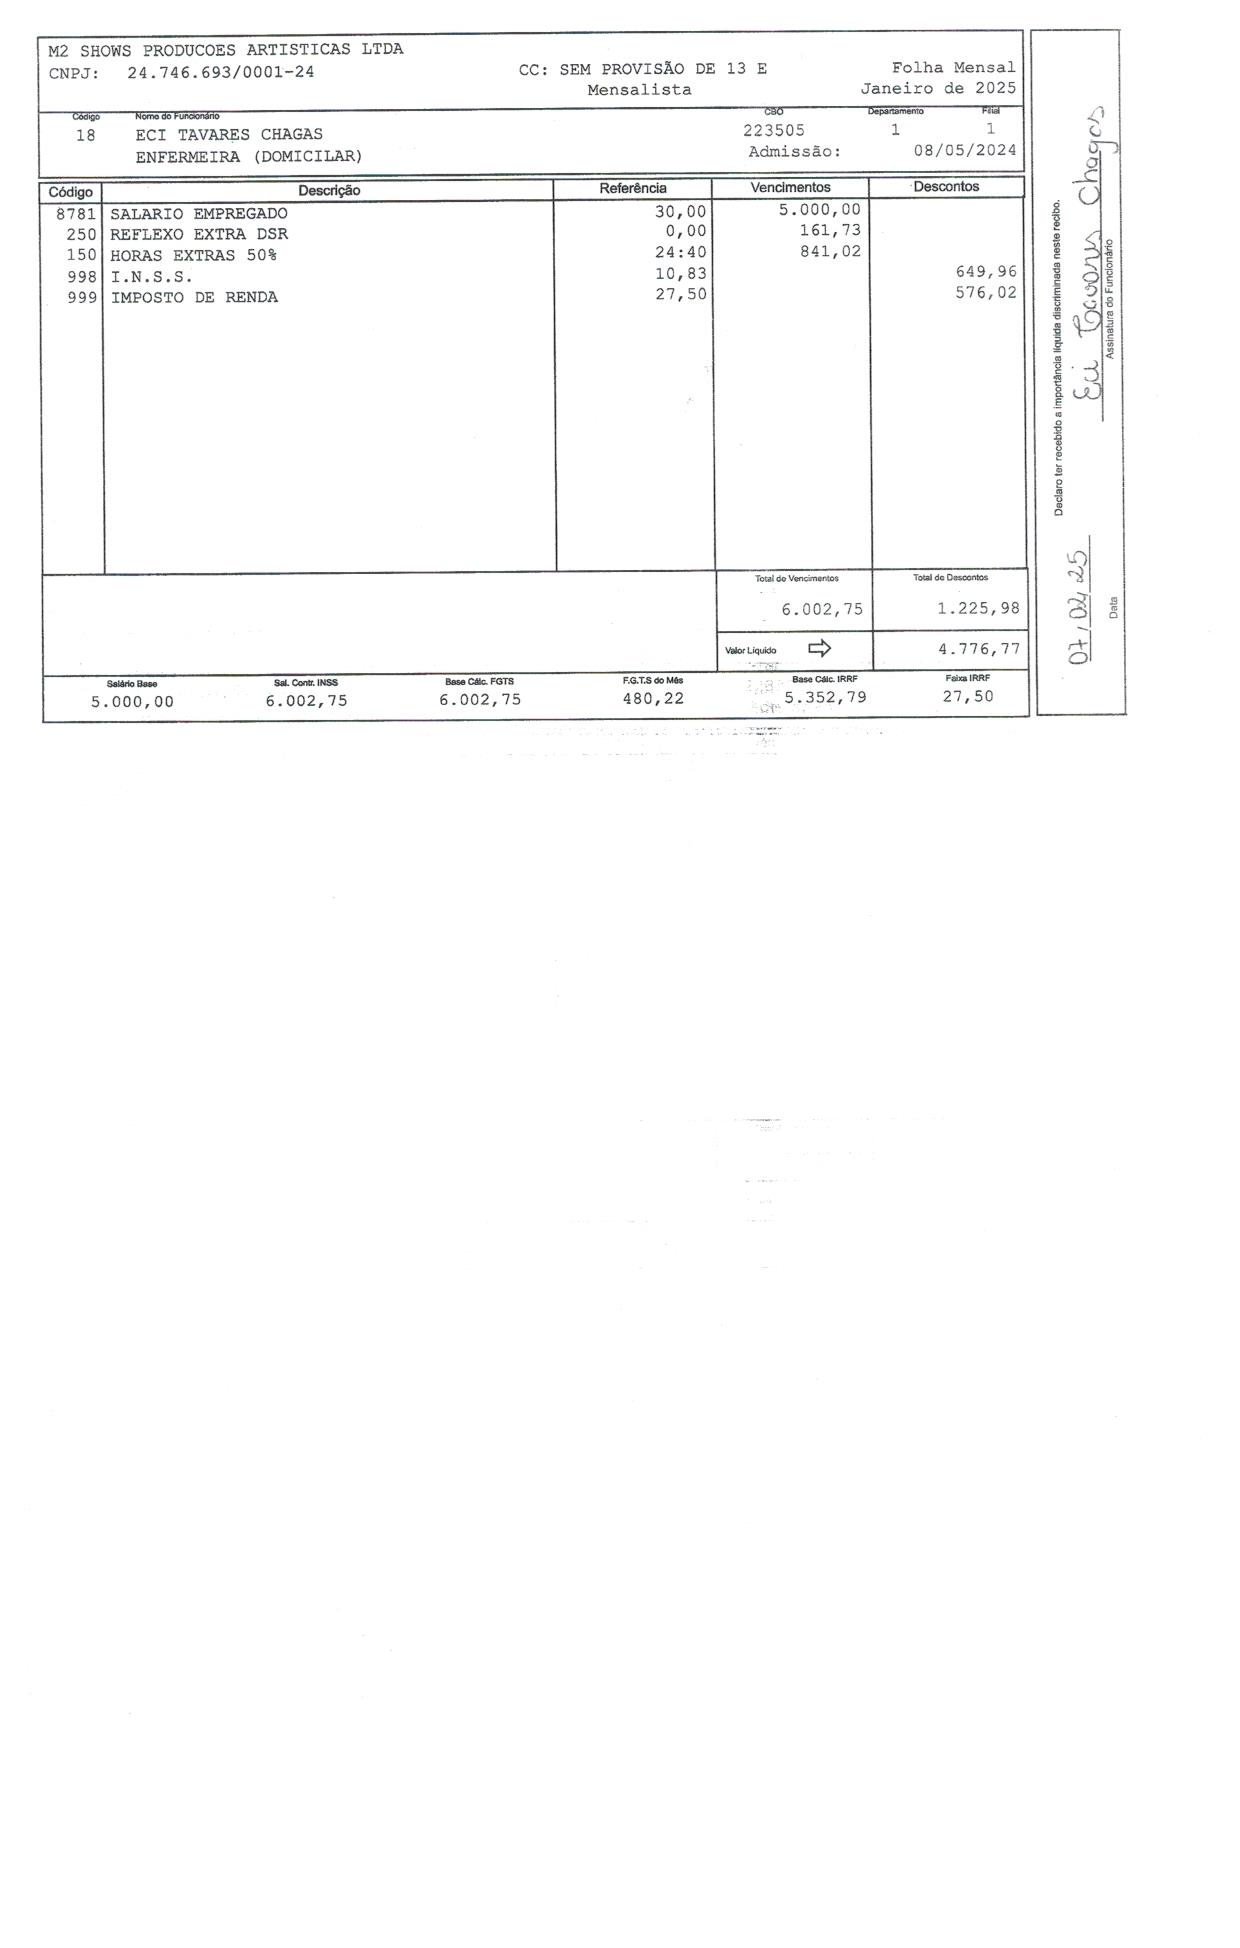 M2 SHOWS PRODUCOES ARTISTICAS LTDA
CNPJ: 24.746.693/0001-24
CC: SEM PROVISÃO DE 13 E
Mensalista
Folha Mensal
Janeiro de 2025
Código Nome do Funcionário CBO Departamento Filial
18 ECI TAVARES CHAGAS 223505 1 1
ENFERMEIRA (DOMICILAR) Admissão: 08/05/2024
Código Descrição Referência Vencimentos Descontos
8781 SALARIO EMPREGADO 30,00 5.000,00
250 REFLEXO EXTRA DSR 0,00 161,73
150 HORAS EXTRAS 50% 24:40 841,02
998 I.N.S.S. 10,83 649,96
999 IMPOSTO DE RENDA 27,50 576,02
Total de Vencimentos Total de Descontos
6.002,75 1.225,98
Valor Líquido 4.776,77
Salário Base Sal. Contr. INSS Base Cálc. FGTS F.G.T.S do Mês Base Cálc. IRRF Faixa IRRF
5.000,00 6.002,75 6.002,75 480,22 5.352,79 27,50
Declaro ter recebido a importância líquida discriminada neste recibo.
07/02/25 Eci Tavares Chagas
Data Assinatura do Funcionário